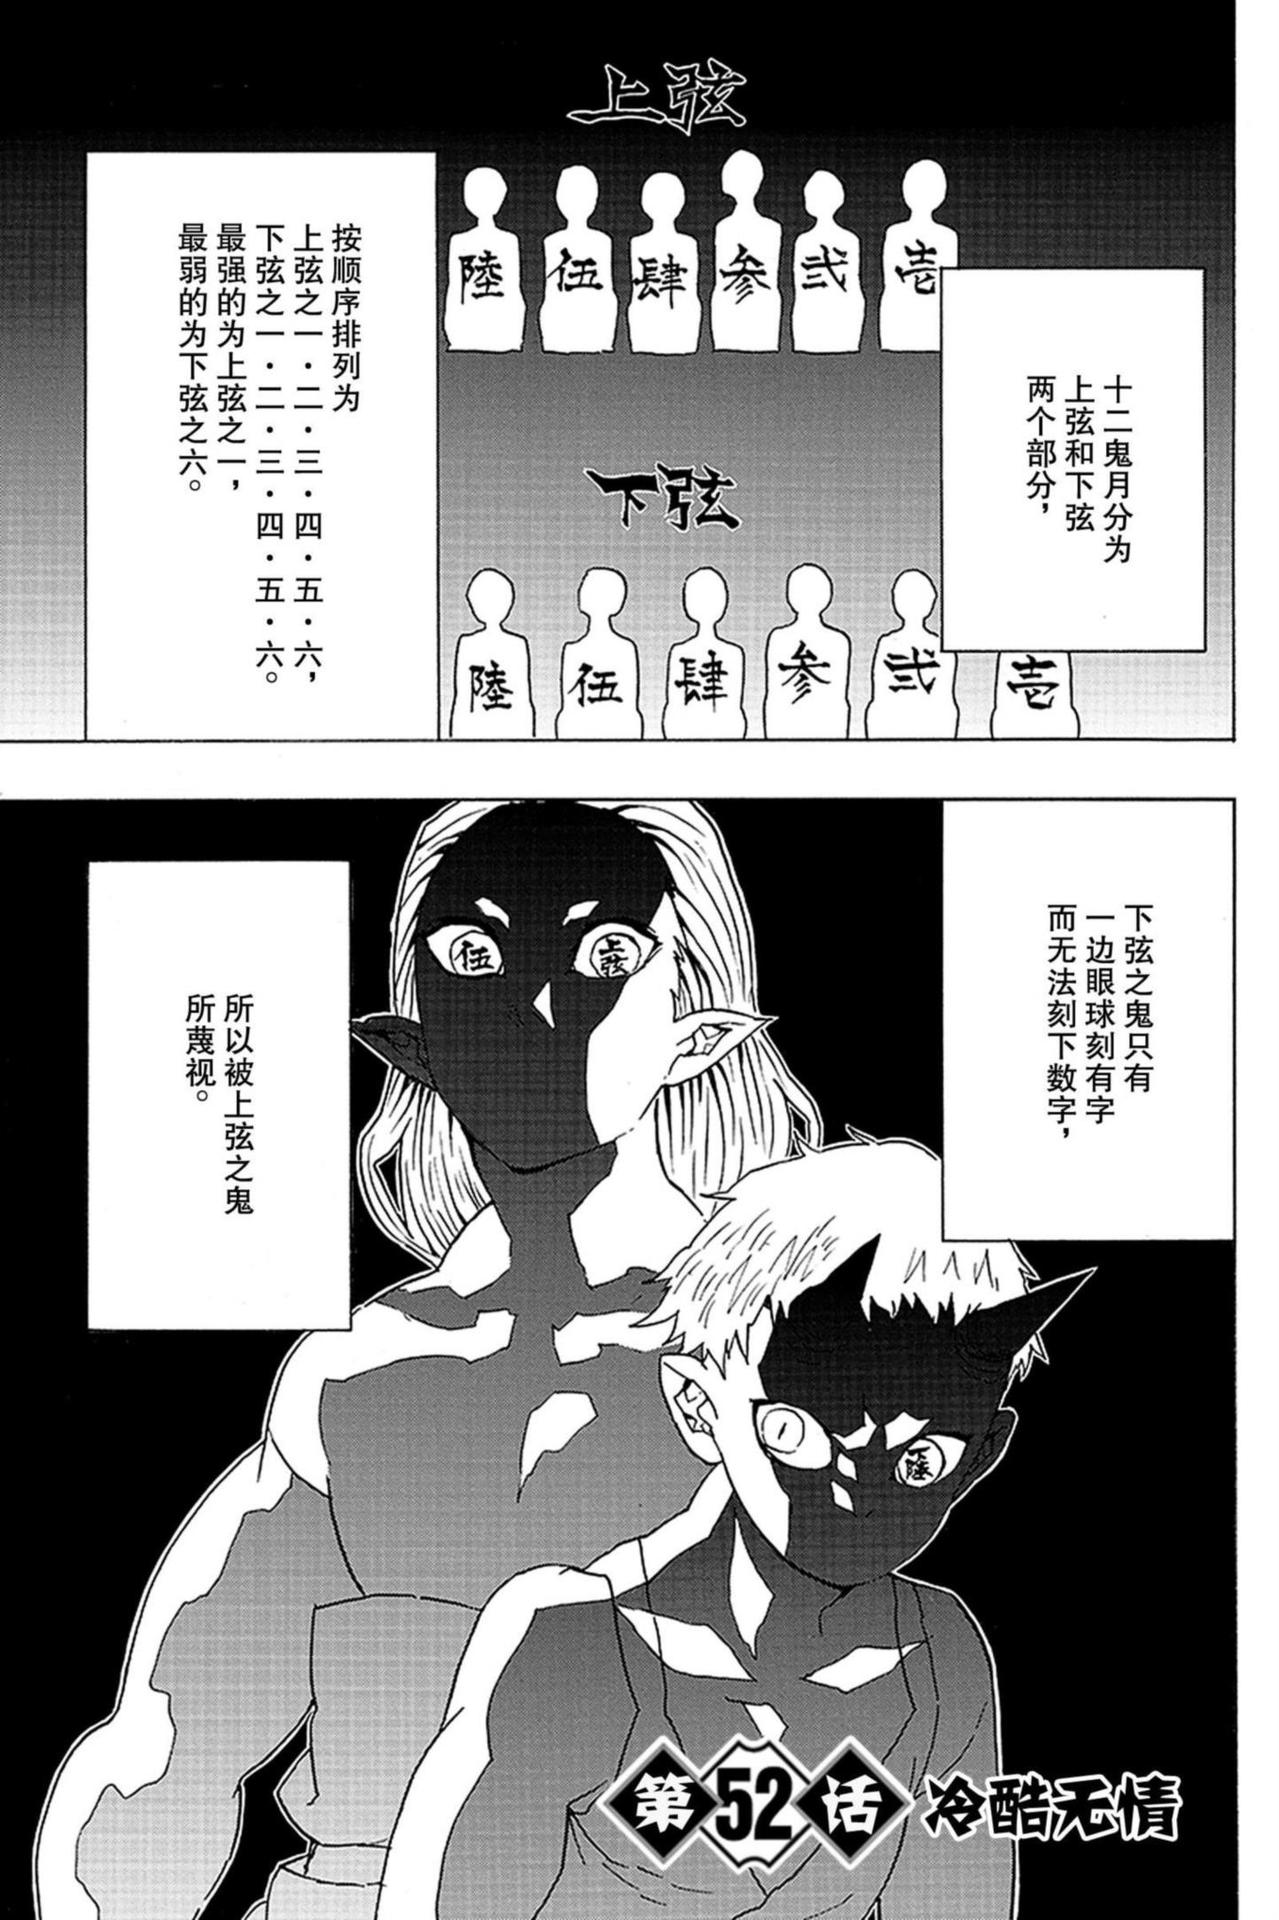 上弦
壱
弐
参
肆
伍
陸
十二鬼月分为
上弦和下弦
两个部分，
按顺序排列为
上弦之一・二・三・四・五・六，
下弦之一・二・三・四・五・六。
最强的为上弦之一，
最弱的为下弦之六。
下弦
壱
弐
参
肆
伍
陸
下弦之鬼只有
一边眼球刻有字
而无法刻下数字，
上弦
伍
所以被上弦之鬼
所蔑视。
下陸
第52话 冷酷无情